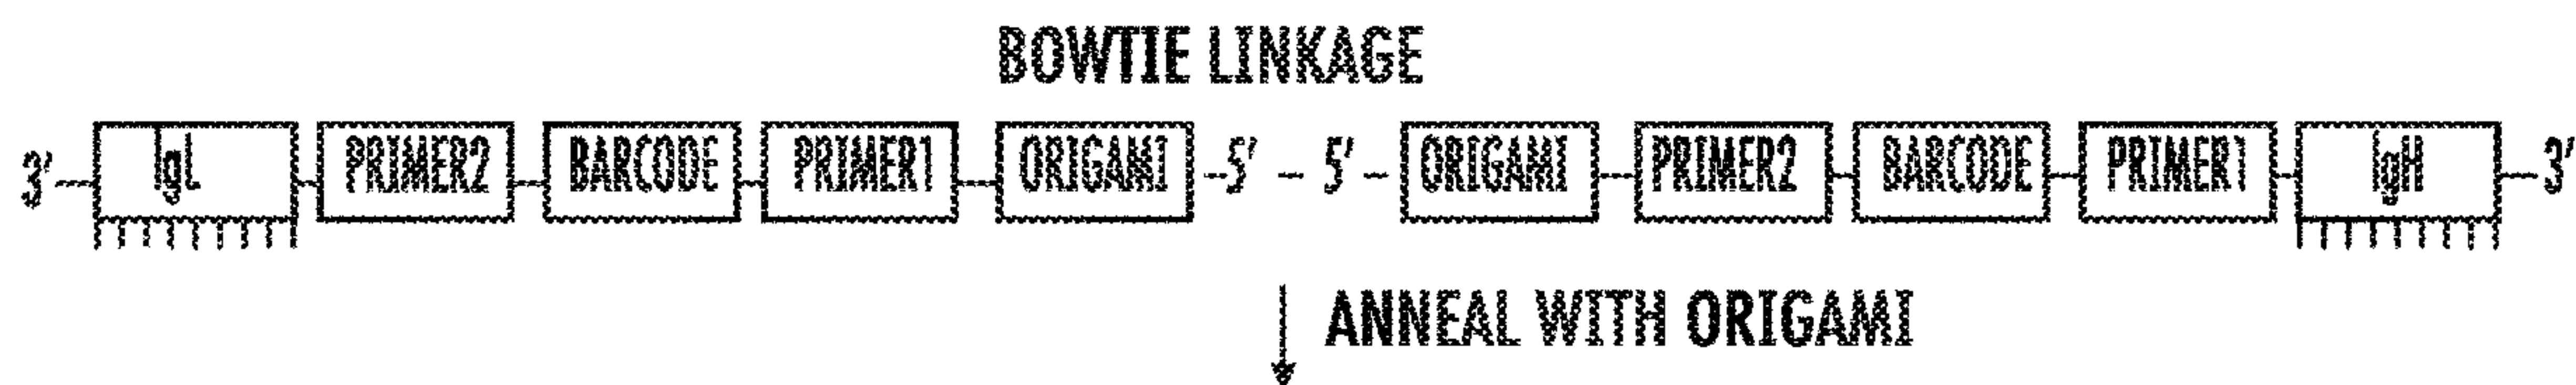 BOWTIE LINKAGE
3' IgL PRIMER2 BARCODE PRIMER1 ORIGAMI -5' - 5'- ORIGAMI PRIMER2 BARCODE PRIMER1 IgH 3'
ANNEAL WITH ORIGAMI